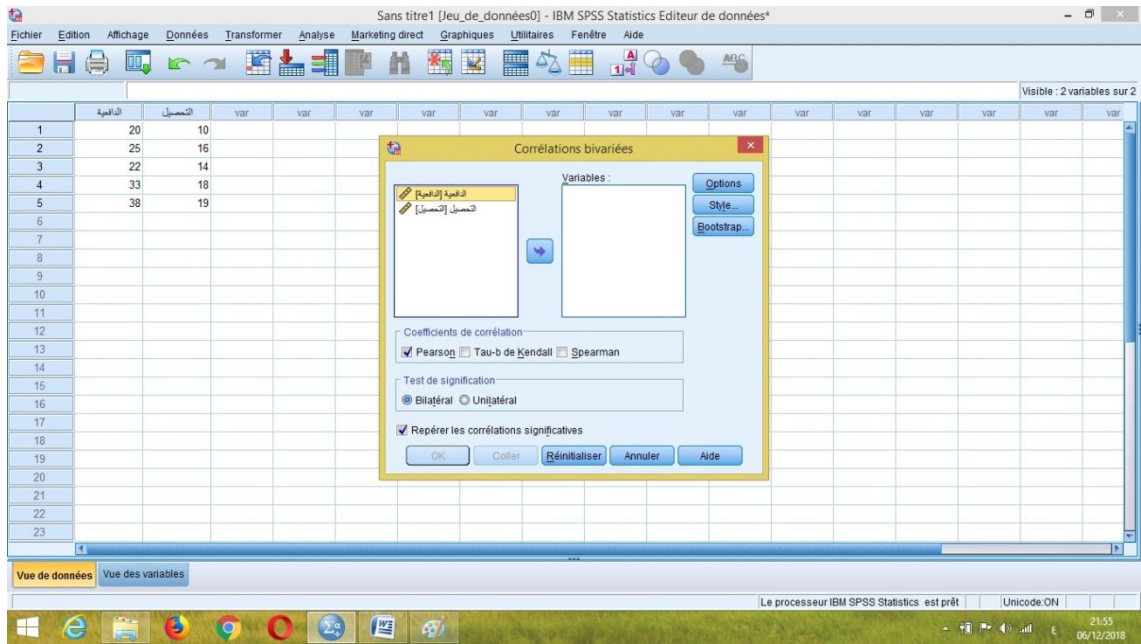 Sans titre1 [Jeu_de_données0] - IBM SPSS Statistics Editeur de données*
Fichier Edition Affichage Données Transformer Analyse Marketing direct Graphiques Utilitaires Fenêtre Aide
Visible : 2 variables sur 2
الدافعية التحصيل var var var var var var var var var var var var var var var
1 20 10
2 25 16
3 22 14
4 33 18
5 38 19
6
7
8
9
10
11
12
13
14
15
16
17
18
19
20
21
22
23
Corrélations bivariées
Variables :
الدافعية [الدافعية]
التحصيل [التحصيل]
Options
Style...
Bootstrap...
Coefficients de corrélation
Pearson Tau-b de Kendall Spearman
Test de signification
Bilatéral Unilatéral
Repérer les corrélations significatives
OK Coller Réinitialiser Annuler Aide
Vue de données Vue des variables
Le processeur IBM SPSS Statistics est prêt Unicode:ON
21:55
06/12/2018